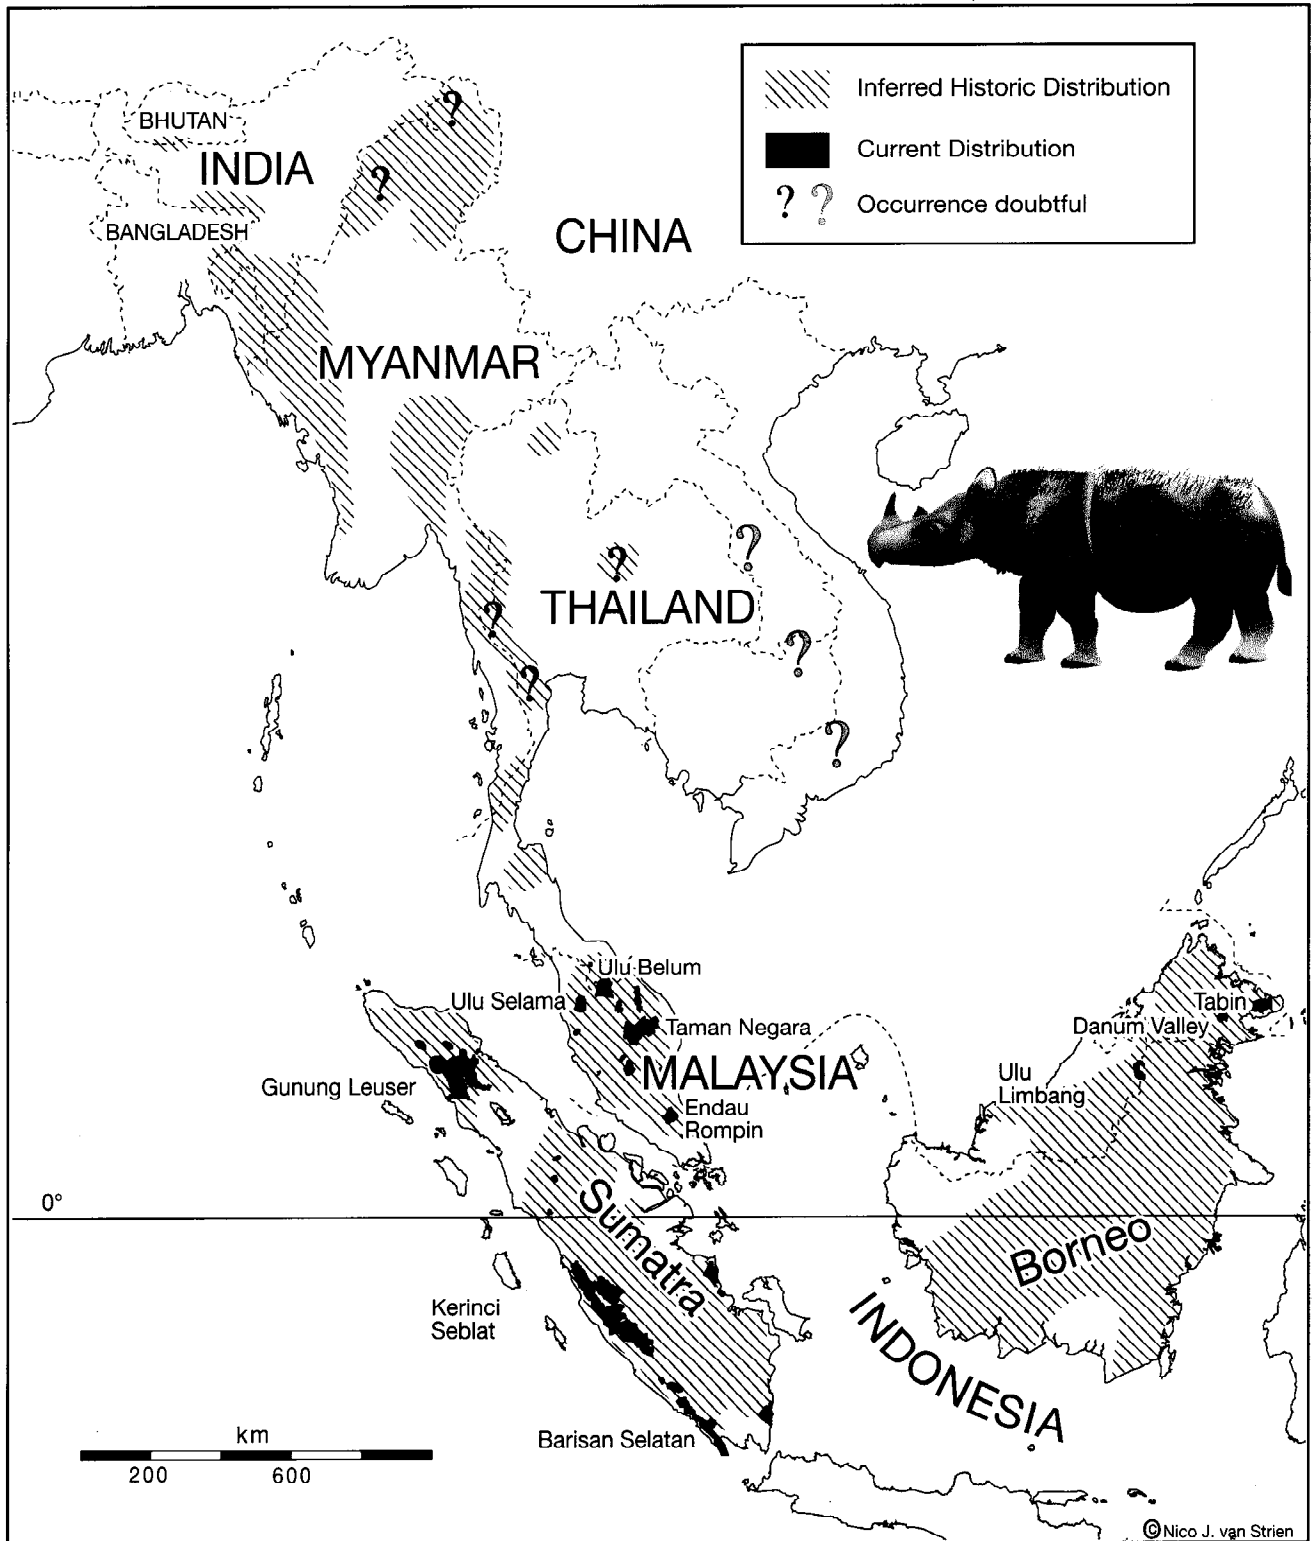 Inferred Historic Distribution
Current Distribution
? ? Occurrence doubtful
?
?
BHUTAN
INDIA
BANGLADESH
CHINA
MYANMAR
?
?
THAILAND
?
?
?
?
Ulu Belum
Ulu Selama
Taman Negara
MALAYSIA
Gunung Leuser
Endau
Rompin
Tabin
Danum Valley
Ulu
Limbang
0°
Sumatra
Borneo
Kerinci
Seblat
INDONESIA
Barisan Selatan
km
200 600
© Nico J. van Strien